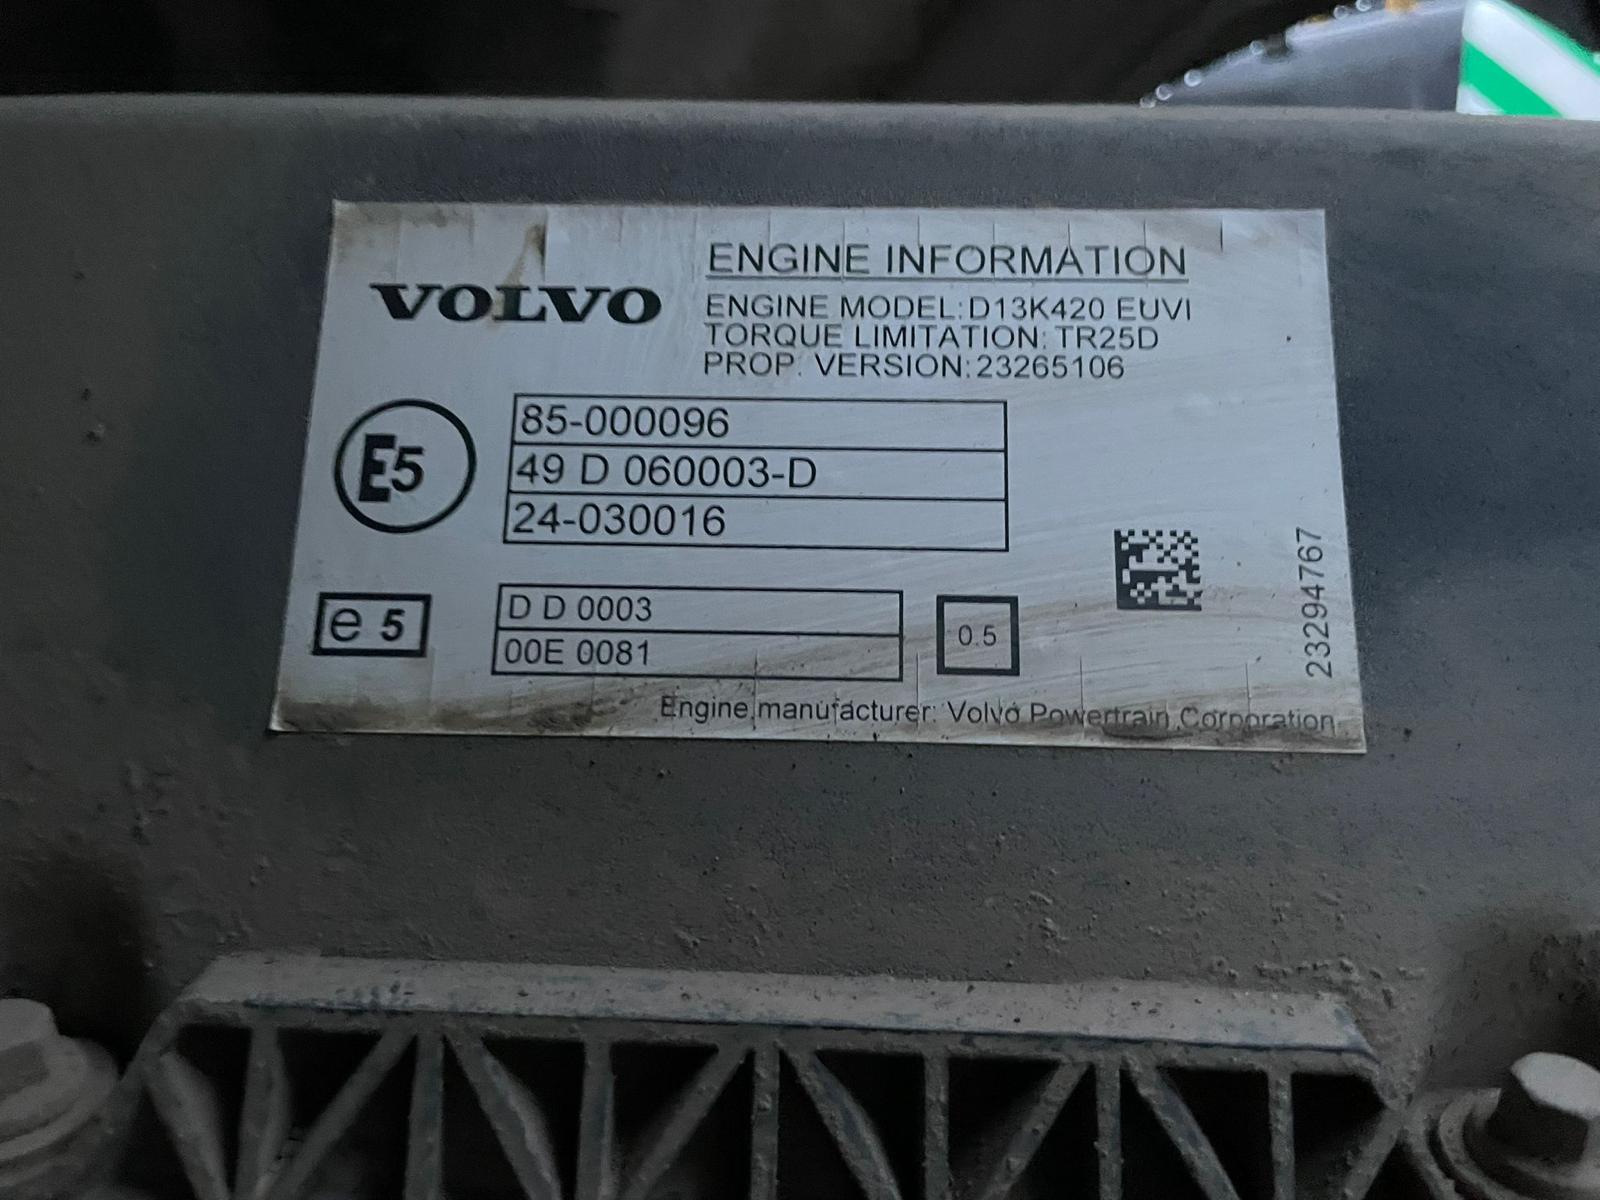 VOLVO
ENGINE INFORMATION
ENGINE MODEL:D13K420 EUVI
TORQUE LIMITATION: TR25D
PROP. VERSION:23265106
E5
85-000096
49 D 060003-D
24-030016
e 5
D D 0003
00E 0081
0.5
23294767
Engine manufacturer: Volvo Powertrain Corporation